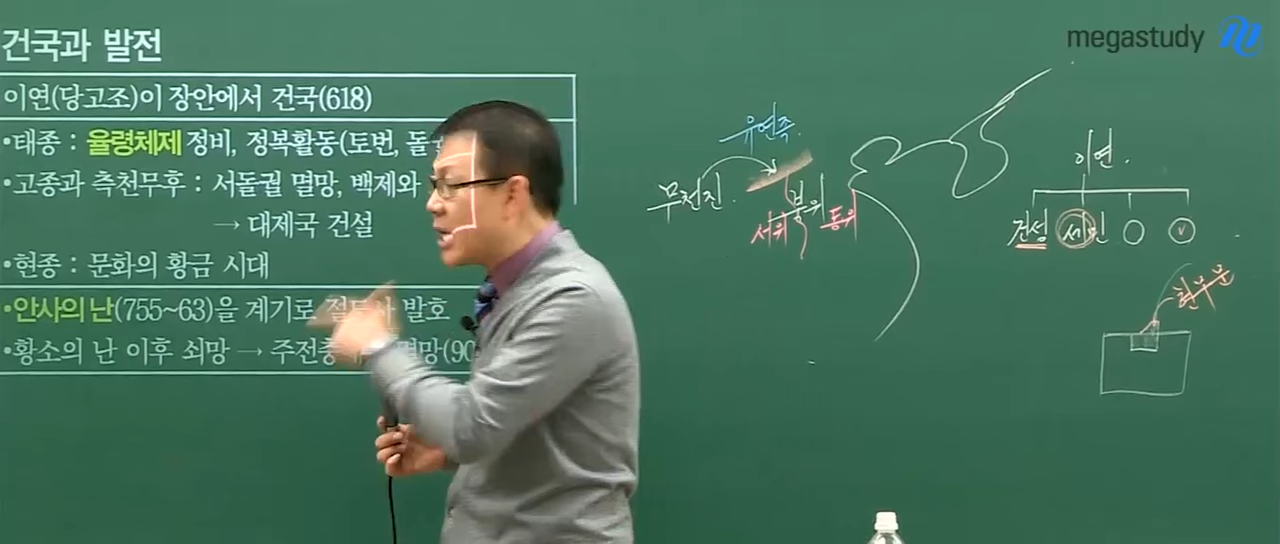 건국과 발전
이연(당고조)이 장안에서 건국(618)
•태종 : 율령체제 정비, 정복활동(토번, 돌
•고종과 측천무후 : 서돌궐 멸망, 백제와
→ 대제국 건설
•현종 : 문화의 황금 시대
•안사의 난(755~63)을 계기로 절도사 발호
•황소의 난 이후 쇠망 → 주전충 멸망(90
megastudy
유연족.
무천진.
북위
서위
동위
이연.
건성
세민
현무문